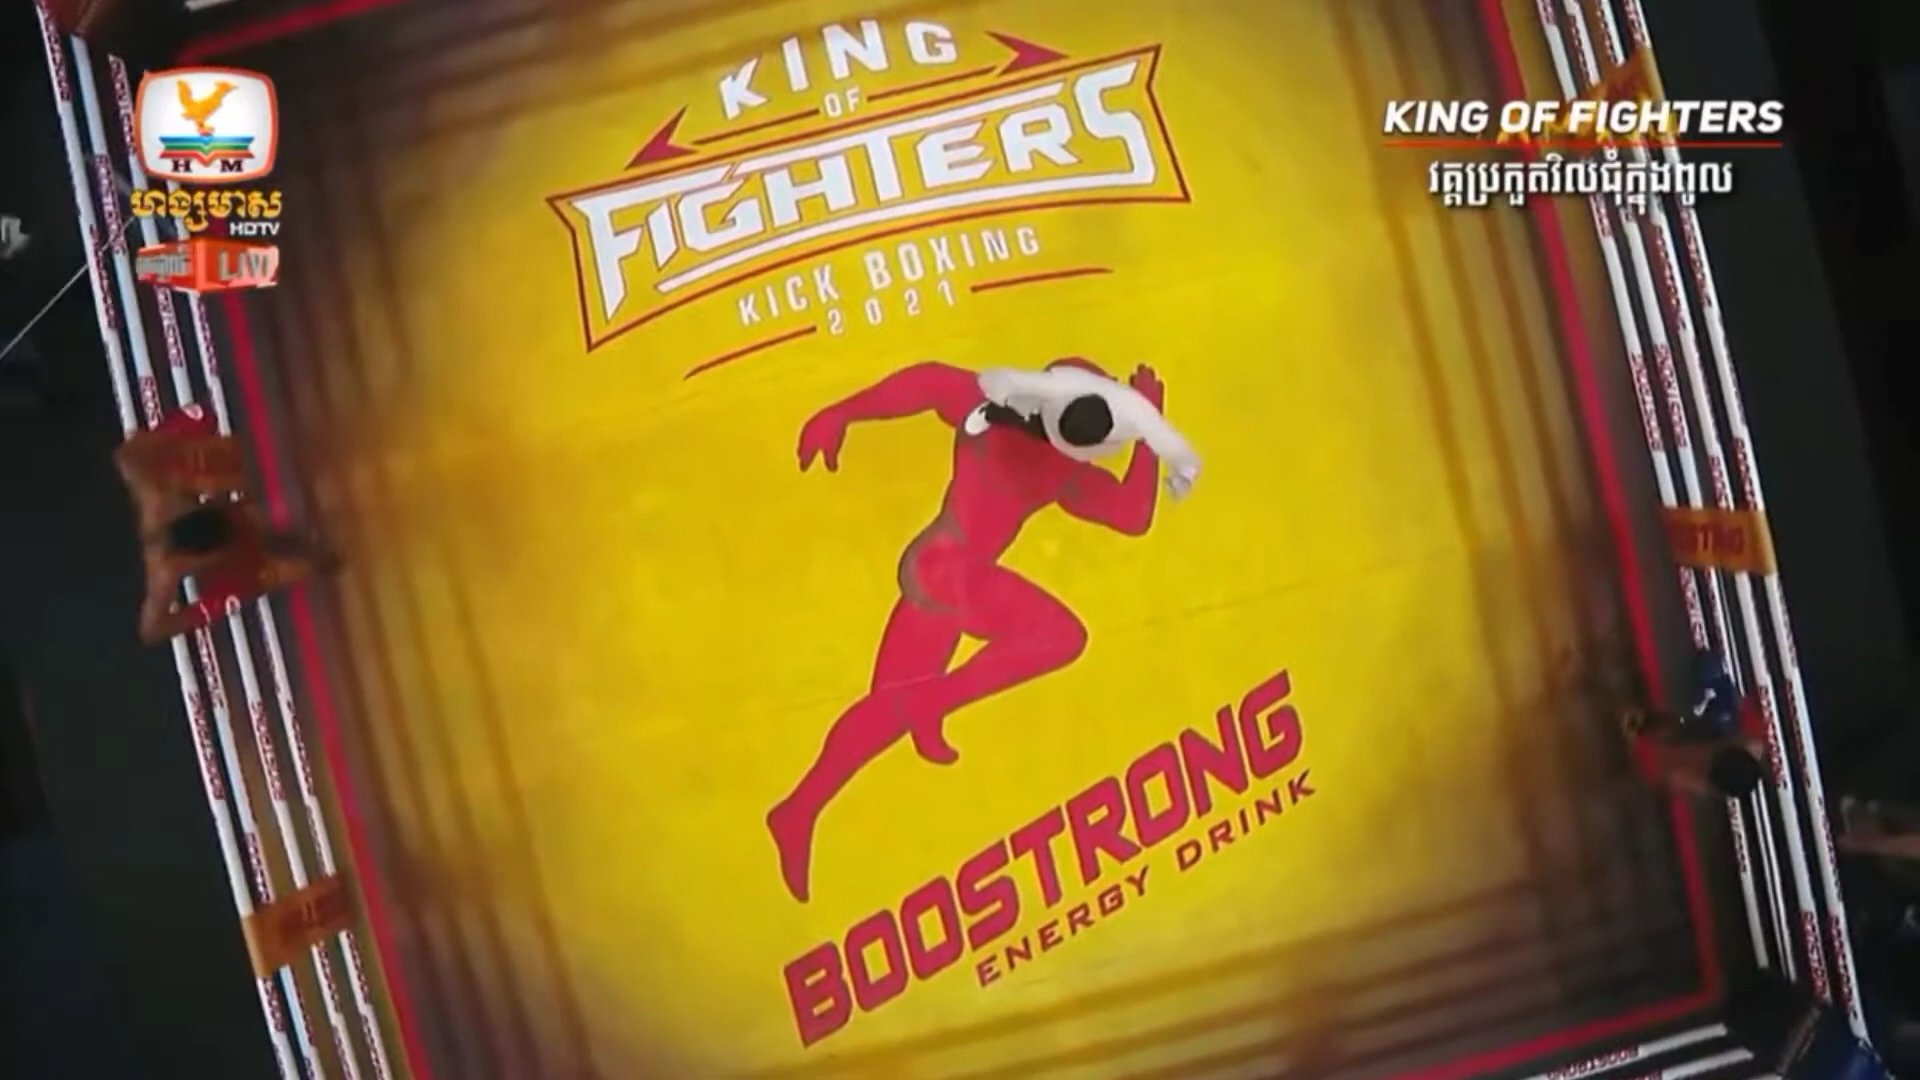 KING
OF
FIGHTERS
KICK BOXING
2021
HM
ហង្សមាស
HDTV
LIVE
KING OF FIGHTERS
វគ្គប្រកួតវិលជុំក្នុងពូល
BOOSTRONG
ENERGY DRINK